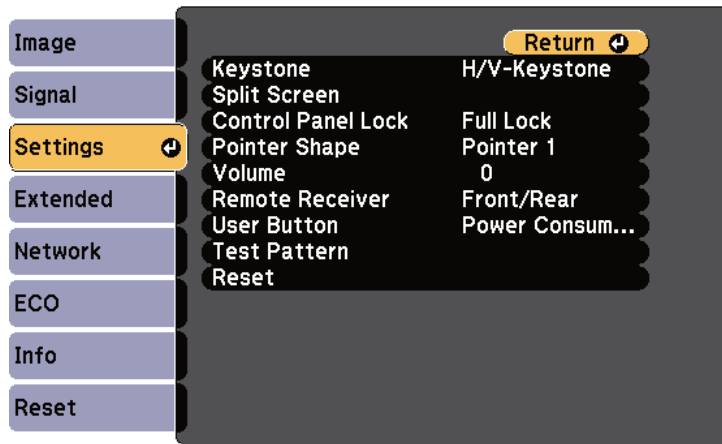 Image
Signal
Settings
Extended
Network
ECO
Info
Reset
Return
Keystone H/V-Keystone
Split Screen
Control Panel Lock Full Lock
Pointer Shape Pointer 1
Volume 0
Remote Receiver Front/Rear
User Button Power Consum...
Test Pattern
Reset